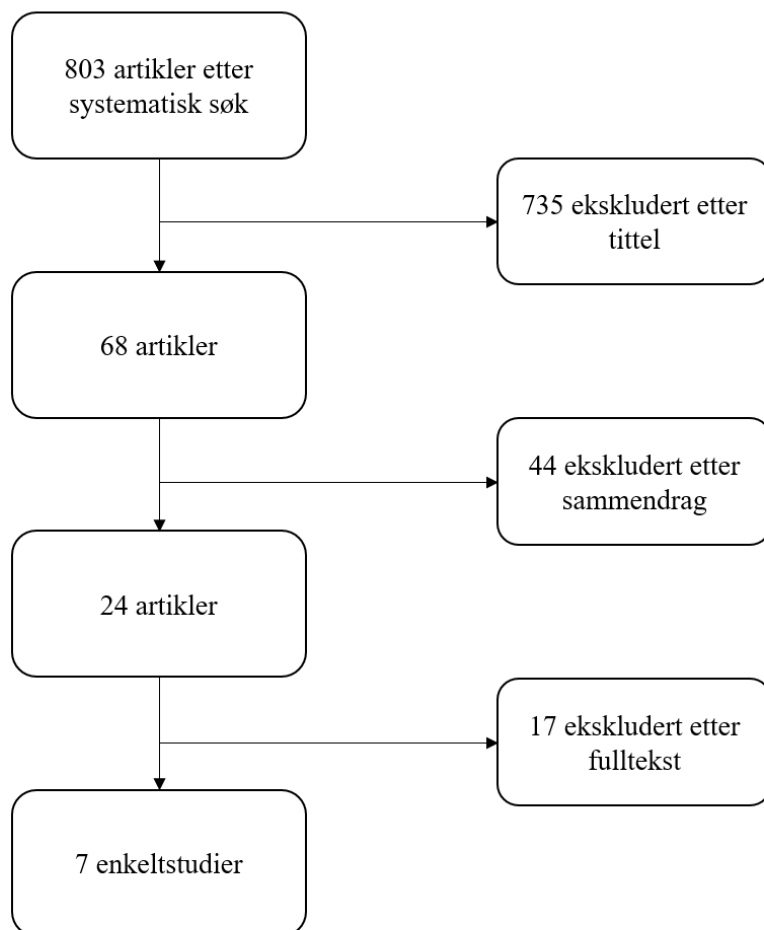 803 artikler etter
systematisk søk
735 ekskludert etter
tittel
68 artikler
44 ekskludert etter
sammendrag
24 artikler
17 ekskludert etter
fulltekst
7 enkeltstudier